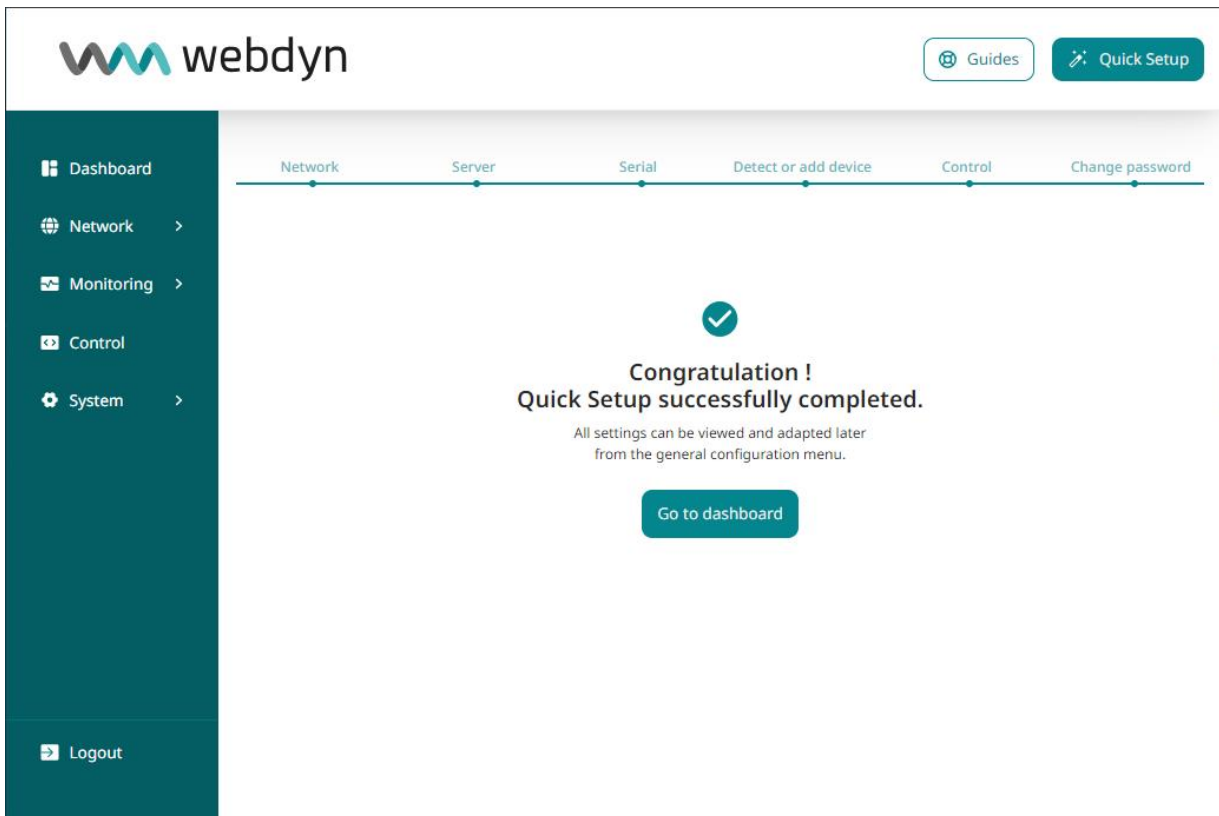 webdyn
Guides
Quick Setup
Dashboard
Network
Monitoring
Control
System
Logout
Network Server Serial Detect or add device Control Change password
Congratulation !
Quick Setup successfully completed.
All settings can be viewed and adapted later
from the general configuration menu.
Go to dashboard